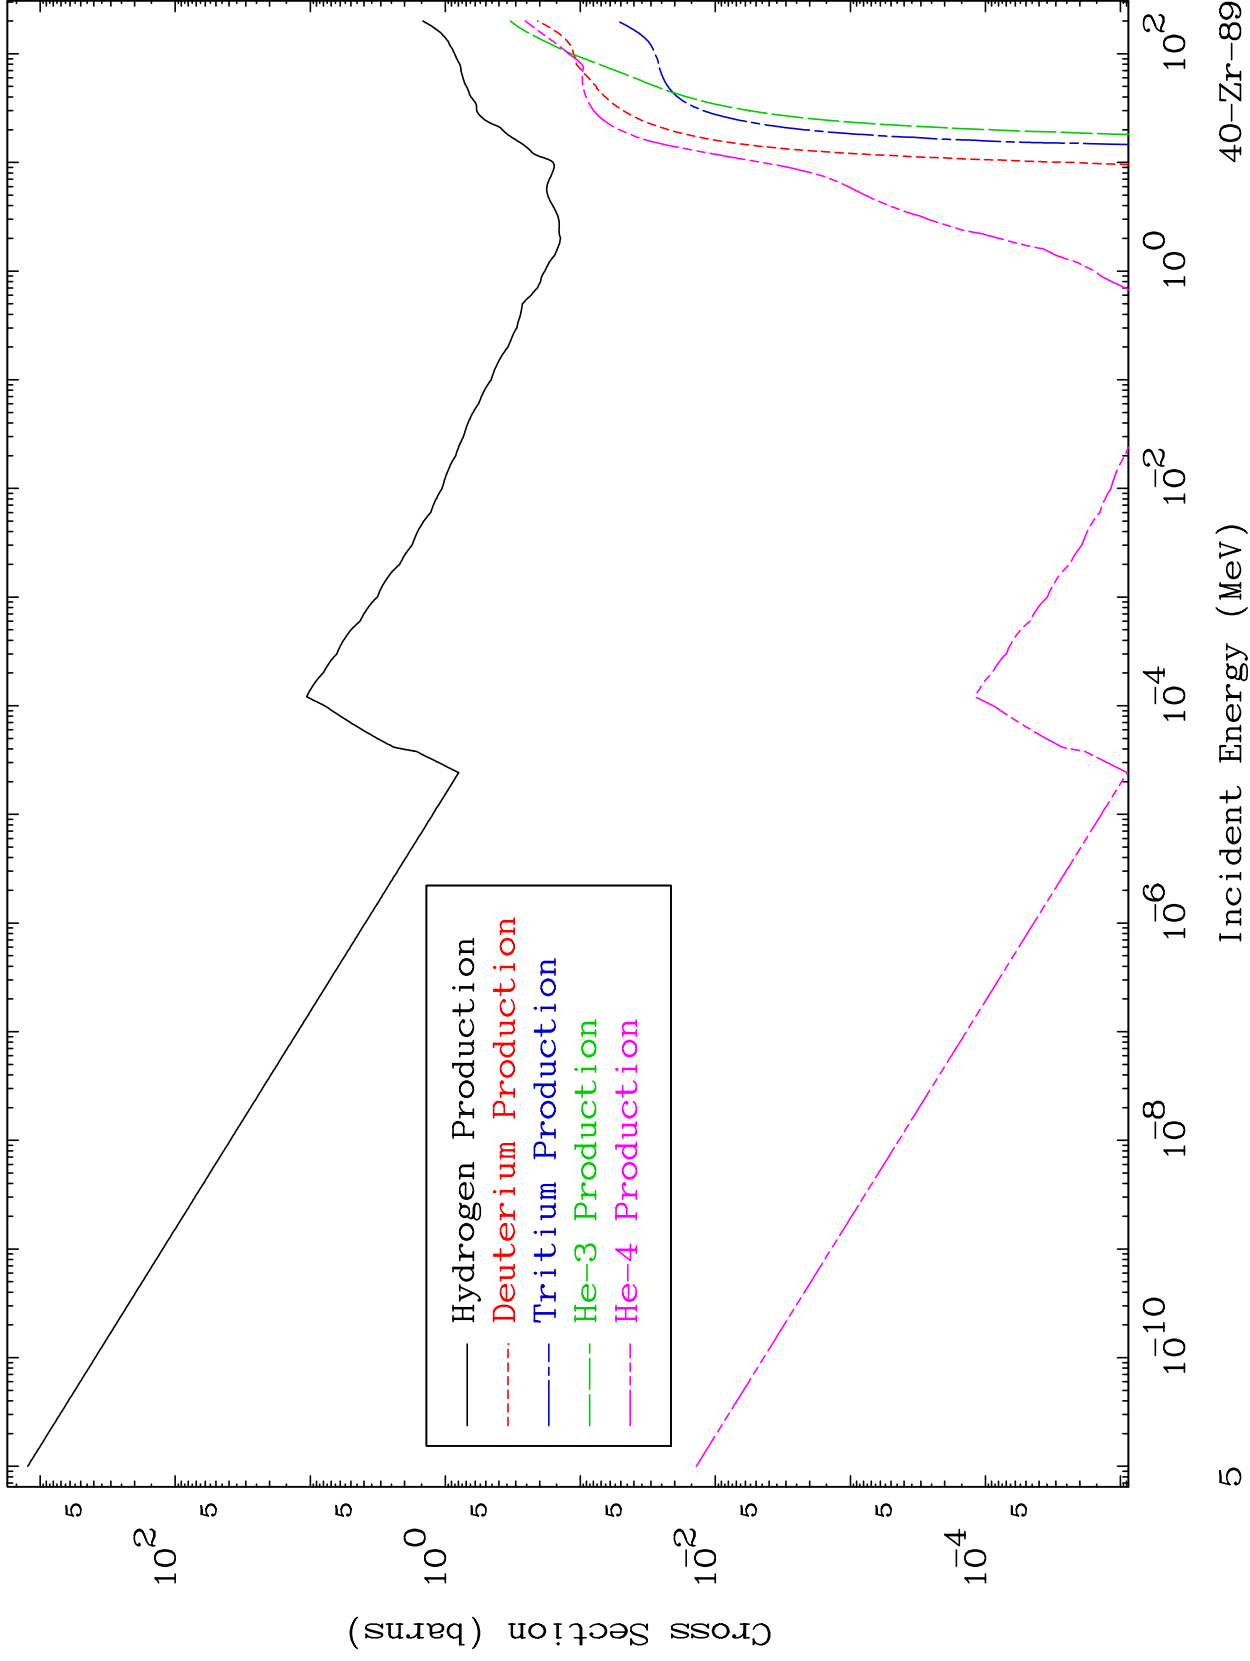 Cross Section (barns)
5
10^2
5
5
10^0
5
5
10^-2
5
5
10^-4
5
Hydrogen Production
Deuterium Production
Tritium Production
He-3 Production
He-4 Production
10^-10
10^-8
10^-6
10^-4
10^-2
10^0
10^2
5
Incident Energy (MeV)
40-Zr-89